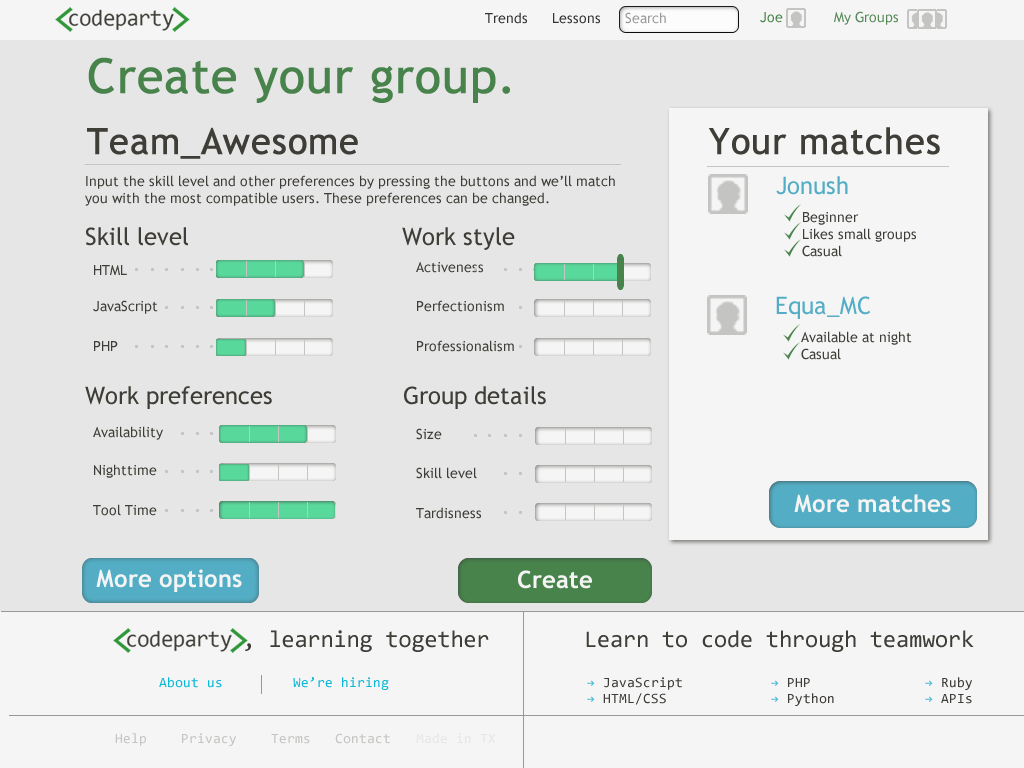 <codeparty>
Trends
Lessons
Search
Joe
My Groups
Create your group.
Team_Awesome
Input the skill level and other preferences by pressing the buttons and we'll match
you with the most compatible users. These preferences can be changed.
Skill level
HTML
JavaScript
PHP
Work style
Activeness
Perfectionism
Professionalism
Work preferences
Availability
Nighttime
Tool Time
Group details
Size
Skill level
Tardisness
More options
Create
Your matches
Jonush
Beginner
Likes small groups
Casual
Equa_MC
Available at night
Casual
More matches
<codeparty>, learning together
About us
We're hiring
Learn to code through teamwork
→ JavaScript
→ HTML/CSS
→ PHP
→ Python
→ Ruby
→ APIs
Help
Privacy
Terms
Contact
Made in TX